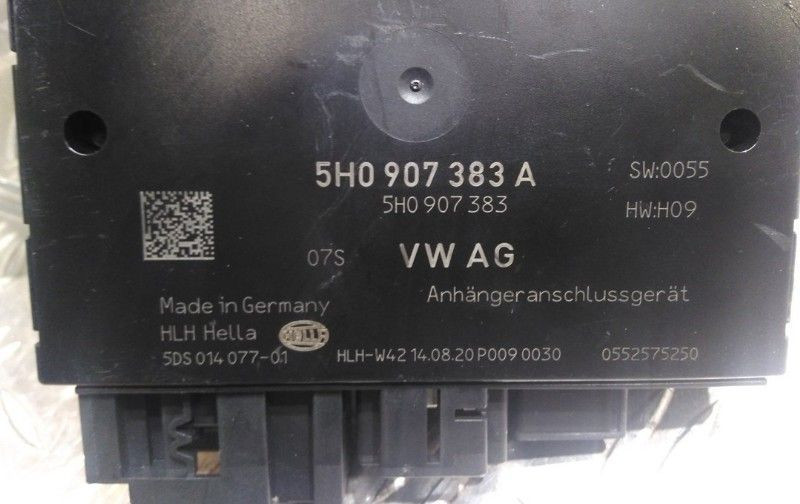 5H0 907 383 A
SW:0055
5H0 907 383
HW:H09
07S VW AG
Anhängeranschlussgerät
Made in Germany
HLH Hella HELLA
5DS 014 077-01 HLH-W42 14.08.20 P009 0030 0552575250